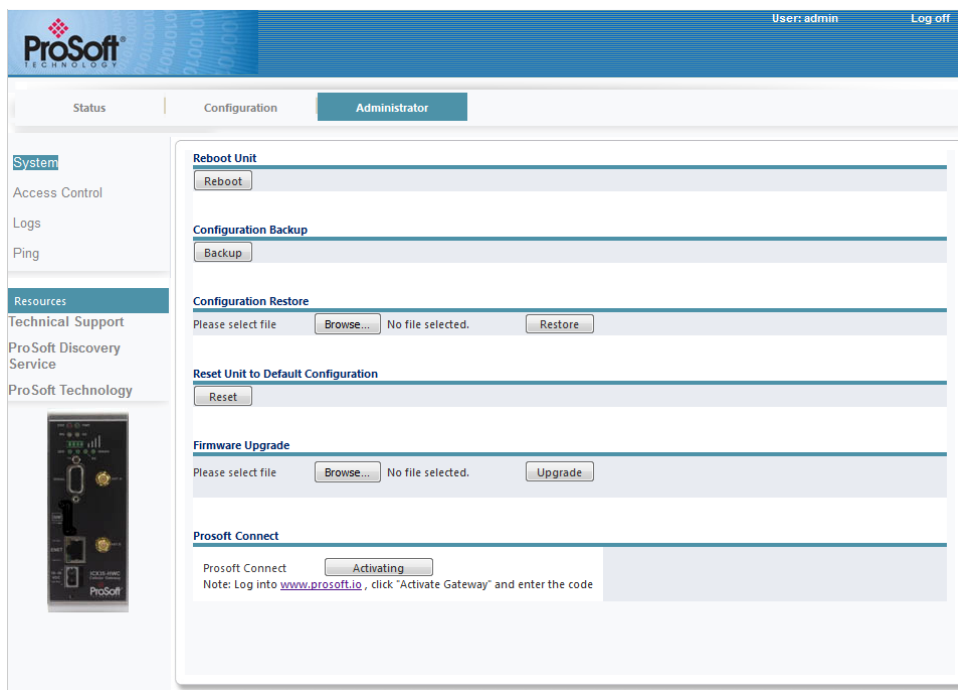 User: admin
Log off
ProSoft®
TECHNOLOGY
Status
Configuration
Administrator
System
Access Control
Logs
Ping
Resources
Technical Support
ProSoft Discovery
Service
ProSoft Technology
ProSoft
Reboot Unit
Reboot
Configuration Backup
Backup
Configuration Restore
Please select file Browse... No file selected. Restore
Reset Unit to Default Configuration
Reset
Firmware Upgrade
Please select file Browse... No file selected. Upgrade
Prosoft Connect
Prosoft Connect Activating
Note: Log into www.prosoft.io , click "Activate Gateway" and enter the code